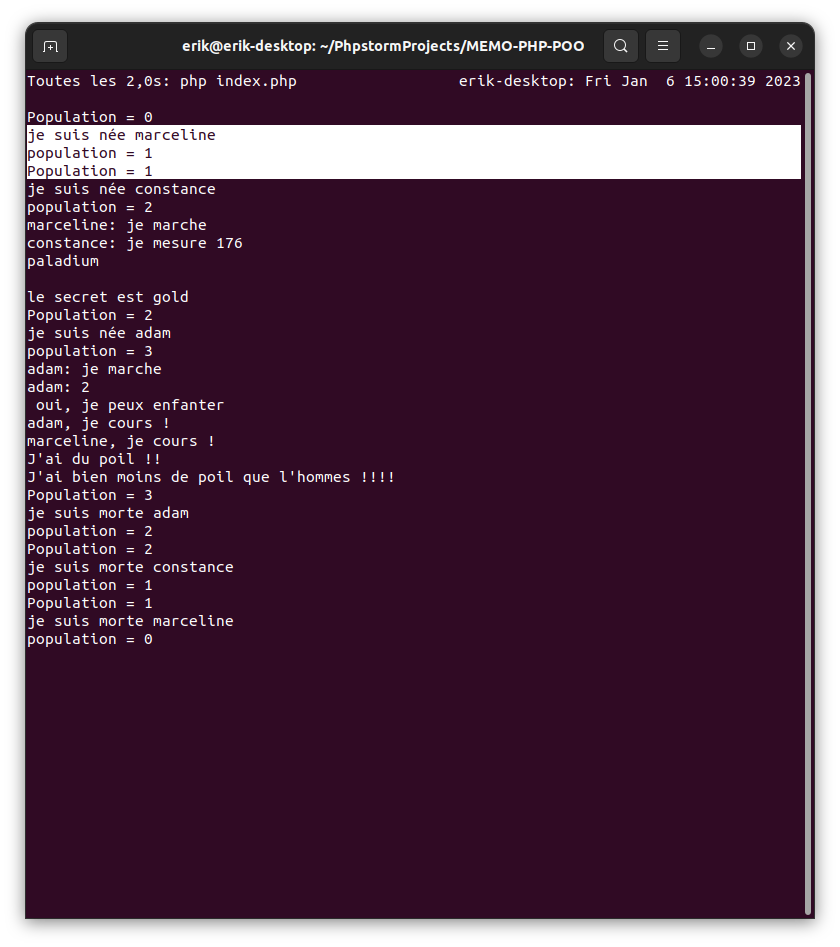 erik@erik-desktop: ~/PhpstormProjects/MEMO-PHP-POO
Toutes les 2,0s: php index.php erik-desktop: Fri Jan  6 15:00:39 2023
Population = 0
je suis née marceline
population = 1
Population = 1
je suis née constance
population = 2
marceline: je marche
constance: je mesure 176
paladium
le secret est gold
Population = 2
je suis née adam
population = 3
adam: je marche
adam: 2
 oui, je peux enfanter
adam, je cours !
marceline, je cours !
J'ai du poil !!
J'ai bien moins de poil que l'hommes !!!!
Population = 3
je suis morte adam
population = 2
Population = 2
je suis morte constance
population = 1
Population = 1
je suis morte marceline
population = 0